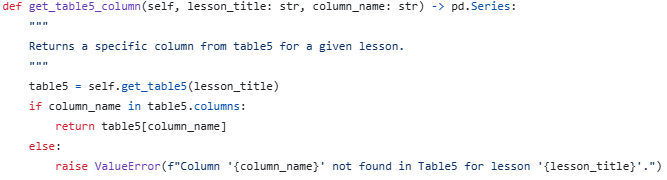 def get_table5_column(self, lesson_title: str, column_name: str) -> pd.Series:
    """
    Returns a specific column from table5 for a given lesson.
    """
    table5 = self.get_table5(lesson_title)
    if column_name in table5.columns:
        return table5[column_name]
    else:
        raise ValueError(f"Column '{column_name}' not found in Table5 for lesson '{lesson_title}'.")